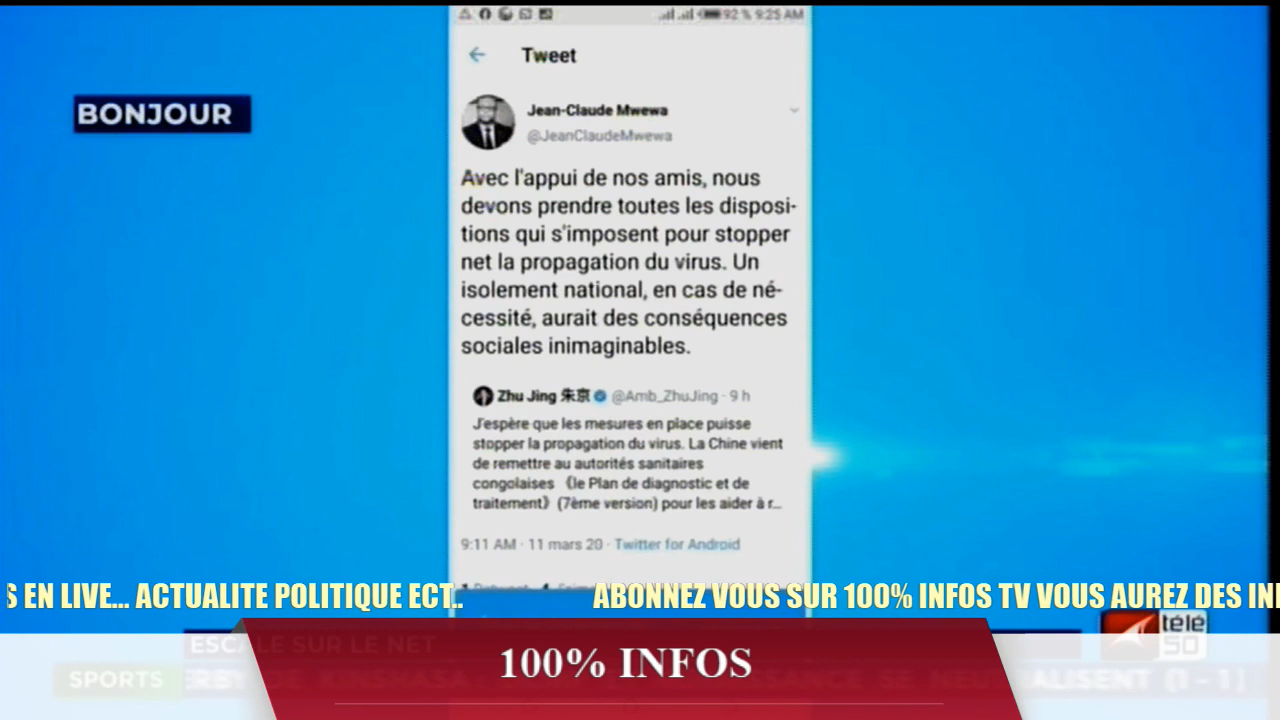 92 % 9:25 AM
Tweet
BONJOUR
Jean-Claude Mwewa
@JeanClaudeMwewa
Avec l'appui de nos amis, nous
devons prendre toutes les disposi-
tions qui s'imposent pour stopper
net la propagation du virus. Un
isolement national, en cas de né-
cessité, aurait des conséquences
sociales inimaginables.
Zhu Jing 朱京 @Amb_ZhuJing · 9 h
J'espère que les mesures en place puisse
stopper la propagation du virus. La Chine vient
de remettre au autorités sanitaires
congolaises 《le Plan de diagnostic et de
traitement》 (7ème version) pour les aider à r...
9:11 AM · 11 mars 20 · Twitter for Android
S EN LIVE... ACTUALITE POLITIQUE ECT.. ABONNEZ VOUS SUR 100% INFOS TV VOUS AUREZ DES
télé
50
ESCALE SUR LE NET
100% INFOS
SPORTS